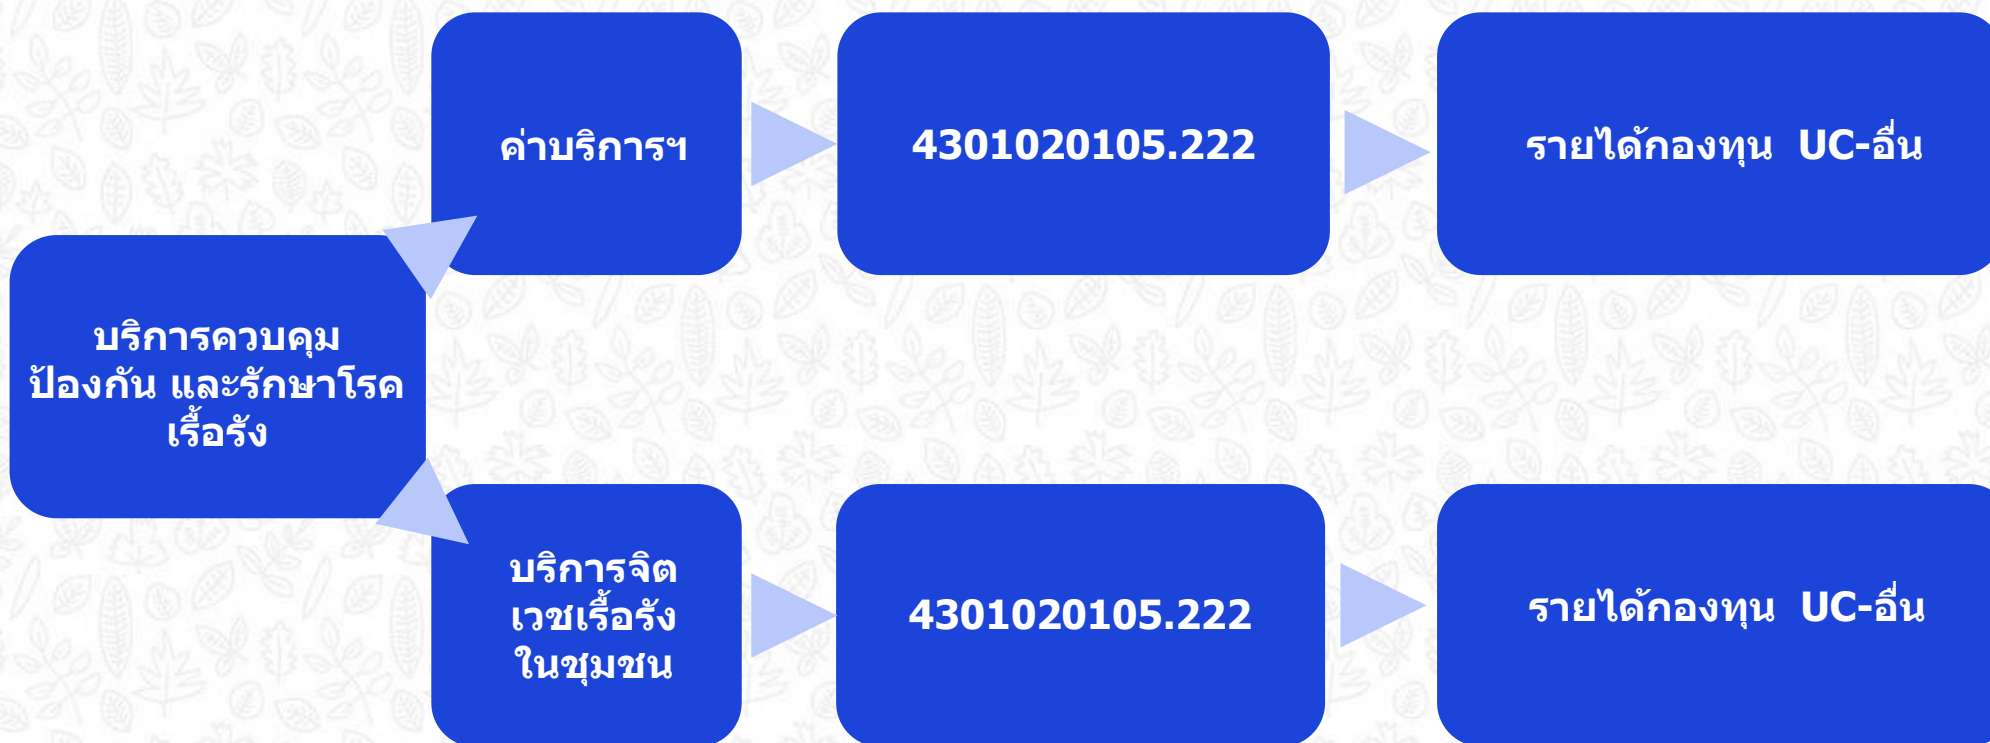 ค่าบริการฯ
4301020105.222
รายได้กองทุน UC-อื่น
บริการควบคุม
ป้องกัน และรักษาโรค
เรื้อรัง
บริการจิต
เวชเรื้อรัง
ในชุมชน
4301020105.222
รายได้กองทุน UC-อื่น